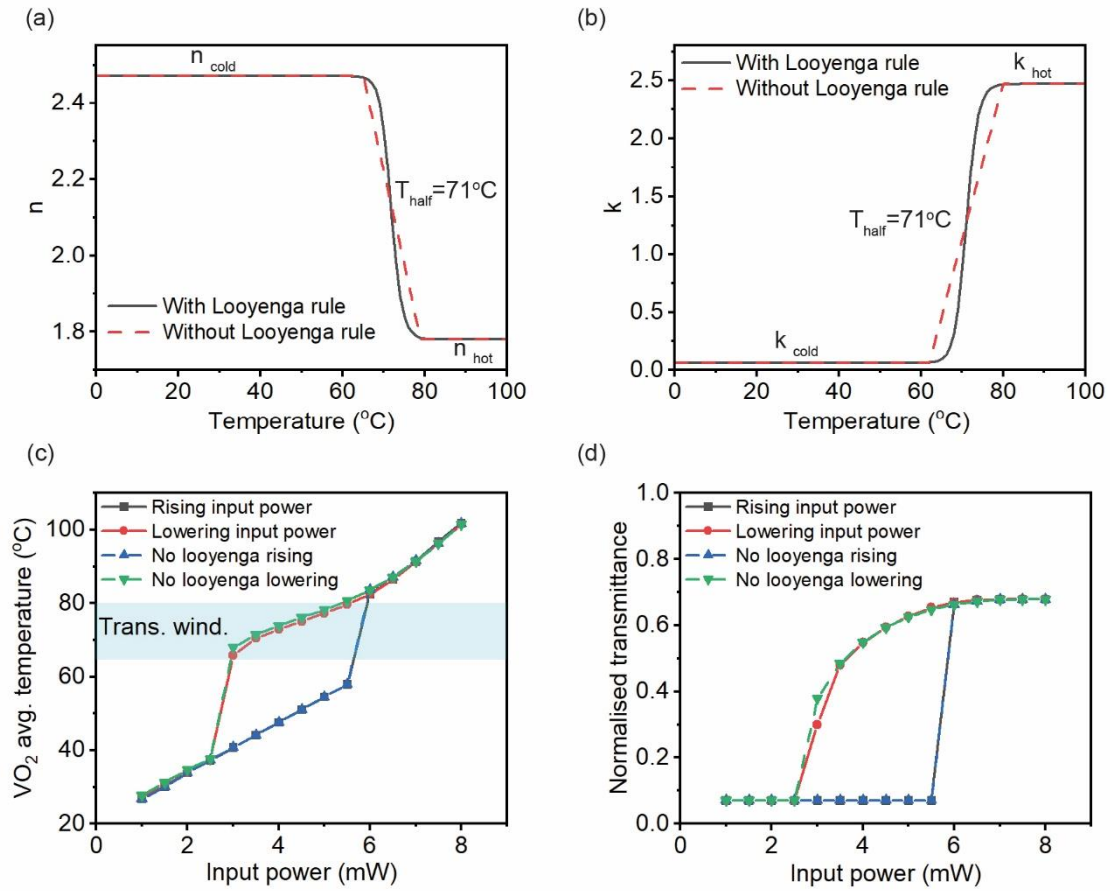 (a)
n cold
With Looyenga rule
Without Looyenga rule
T half=71°C
n hot
n
2.4
2.2
2.0
1.8
0 20 40 60 80 100
Temperature (°C)
(b)
With Looyenga rule
Without Looyenga rule
k hot
T half=71°C
k cold
k
2.5
2.0
1.5
1.0
0.5
0.0
0 20 40 60 80 100
Temperature (°C)
(c)
Rising input power
Lowering input power
No looyenga rising
No looyenga lowering
Trans. wind.
VO2 avg. temperature (°C)
100
80
60
40
20
0 2 4 6 8
Input power (mW)
(d)
Rising input power
Lowering input power
No looyenga rising
No looyenga lowering
Normalised transmittance
1.0
0.8
0.6
0.4
0.2
0.0
0 2 4 6 8
Input power (mW)